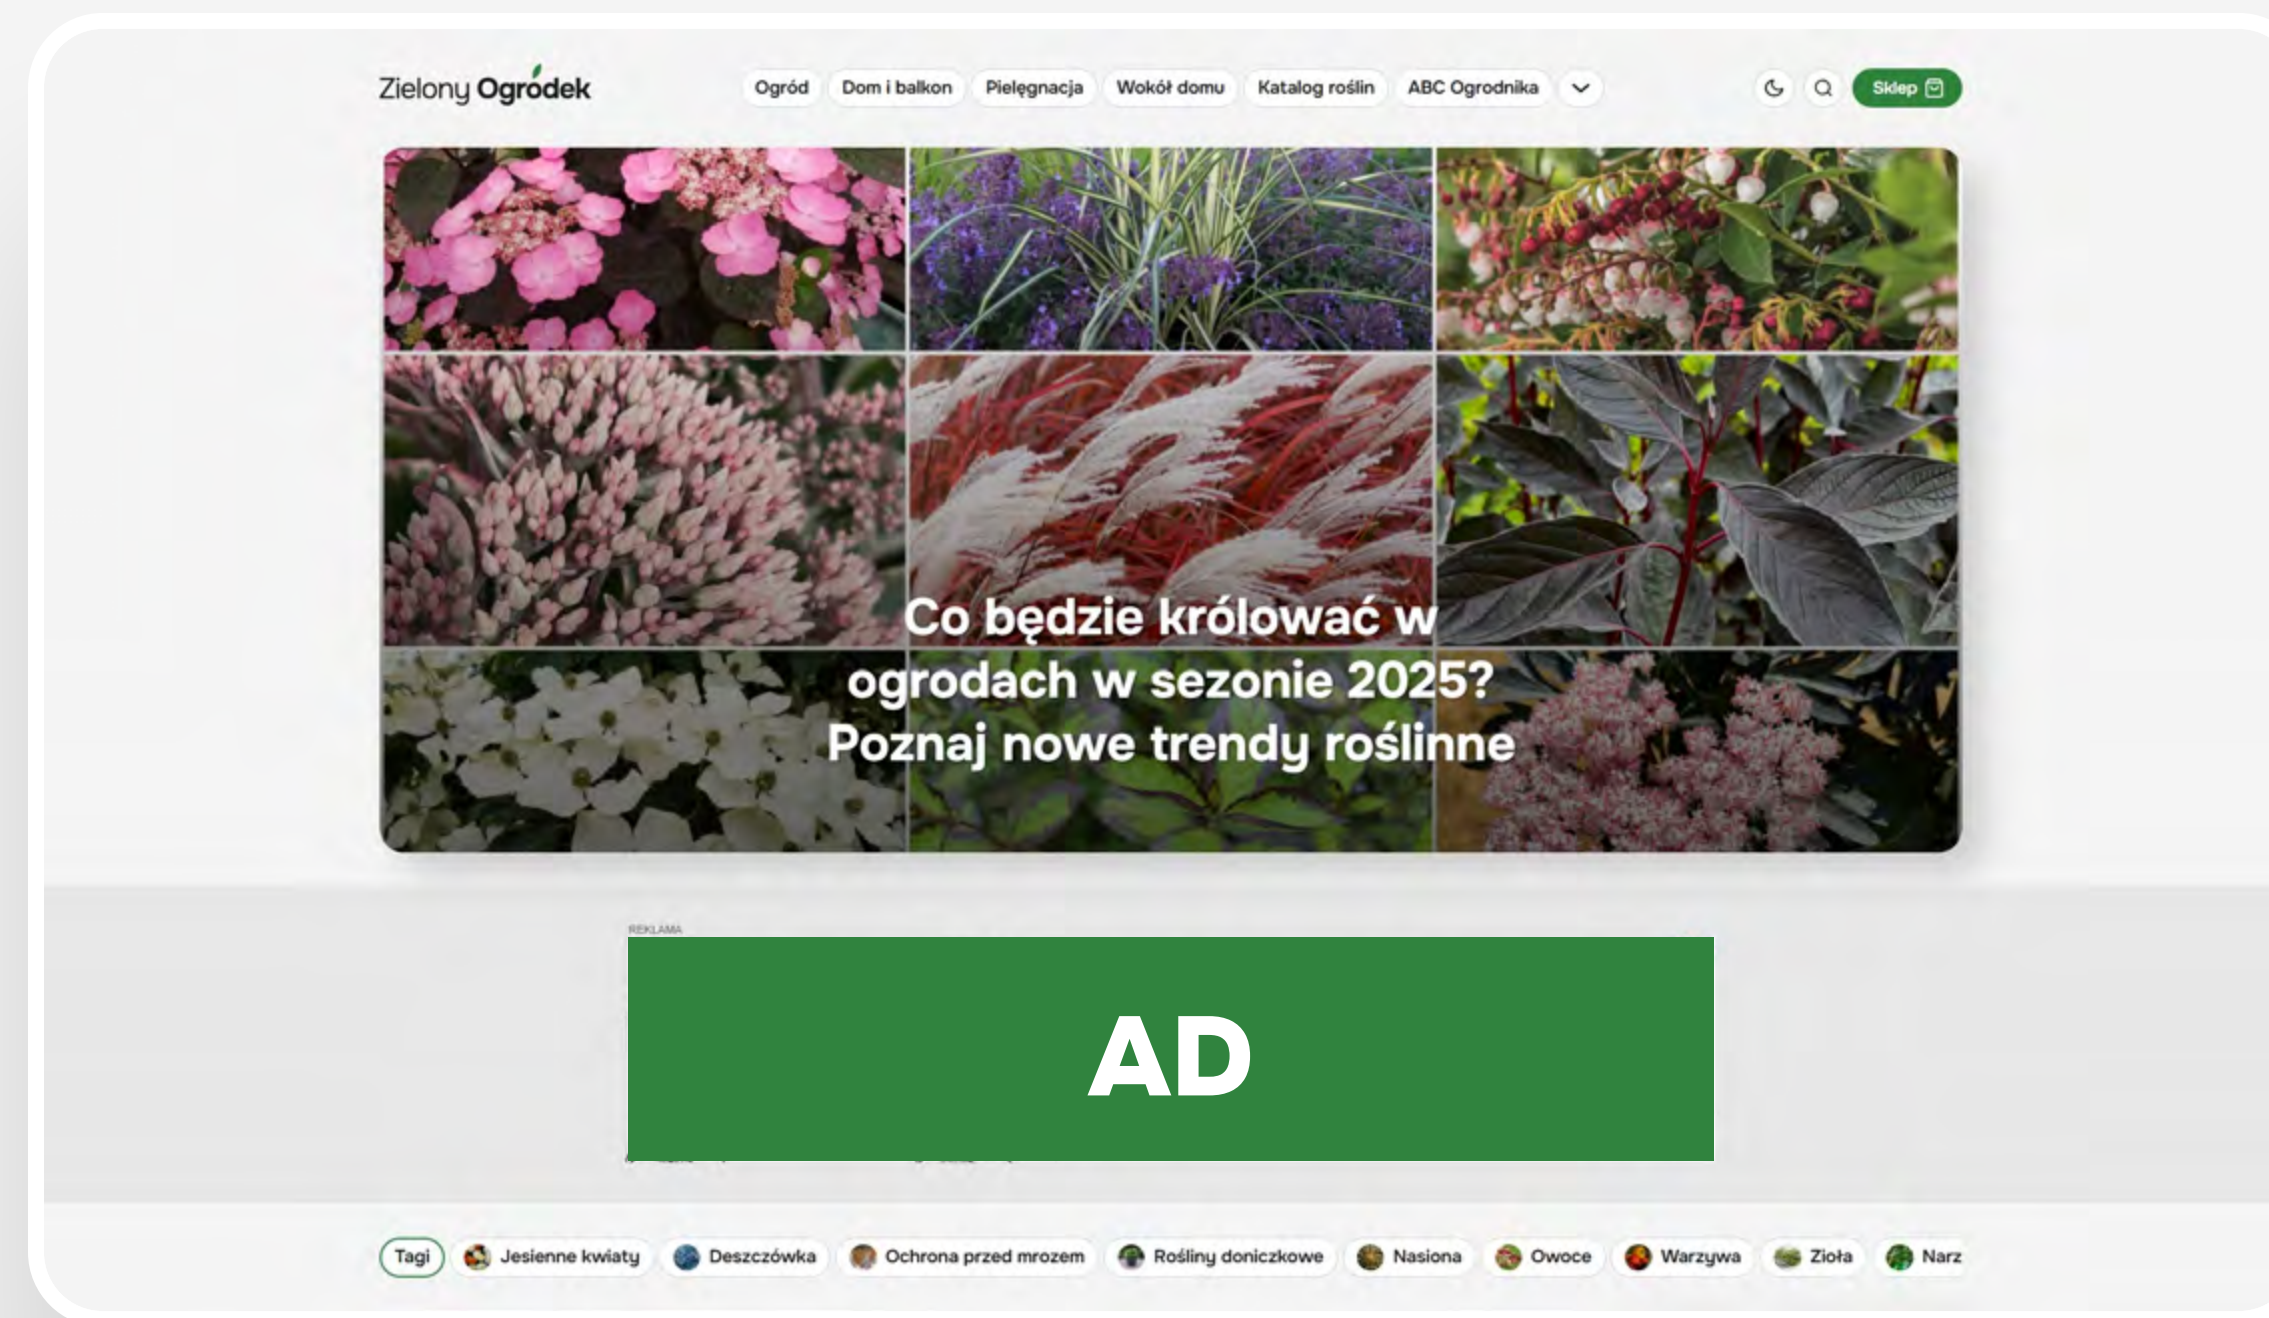 Zielony Ogródek
Ogród
Dom i balkon
Pielęgnacja
Wokół domu
Katalog roślin
ABC Ogrodnika
Sklep
Co będzie królować w
ogrodach w sezonie 2025?
Poznaj nowe trendy roślinne
REKLAMA
AD
Tagi
Jesienne kwiaty
Deszczówka
Ochrona przed mrozem
Rośliny doniczkowe
Nasiona
Owoce
Warzywa
Zioła
Narz